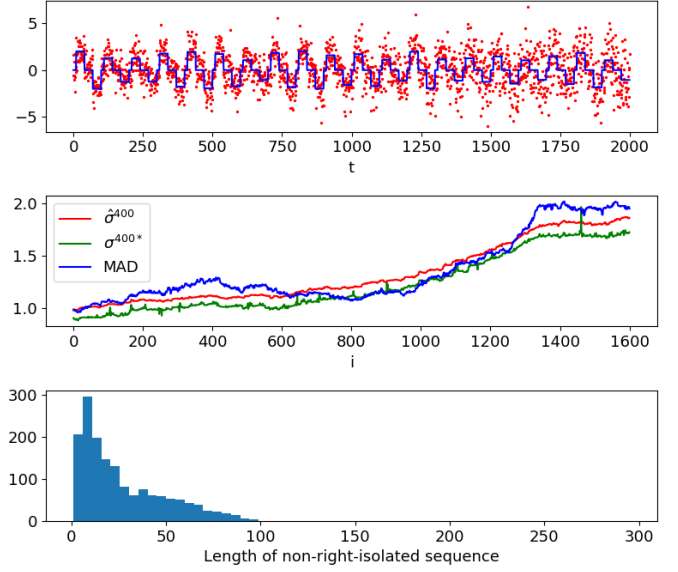 5
0
−5
0 250 500 750 1000 1250 1500 1750 2000
t
2.0
1.5
1.0
σ̂⁴⁰⁰
σ⁴⁰⁰*
MAD
0 200 400 600 800 1000 1200 1400 1600
i
300
200
100
0
0 50 100 150 200 250 300
Length of non-right-isolated sequence